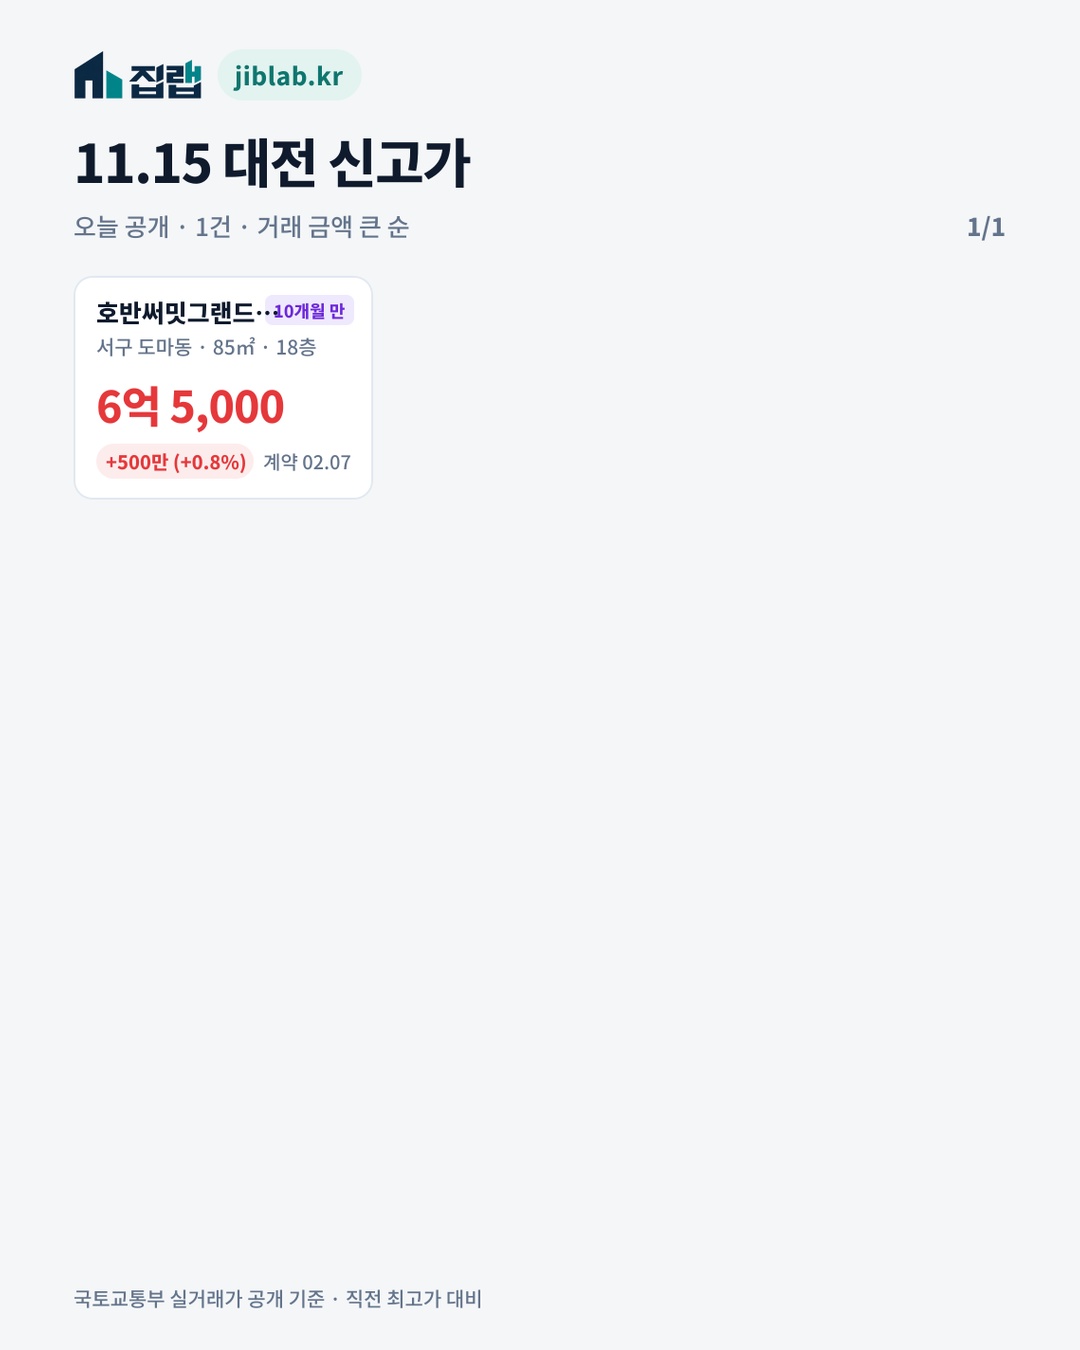 집랩 jiblab.kr
11.15 대전 신고가
오늘 공개 · 1건 · 거래 금액 큰 순 1/1
호반써밋그랜드… 10개월 만
서구 도마동 · 85㎡ · 18층
6억 5,000
+500만 (+0.8%) 계약 02.07
국토교통부 실거래가 공개 기준 · 직전 최고가 대비